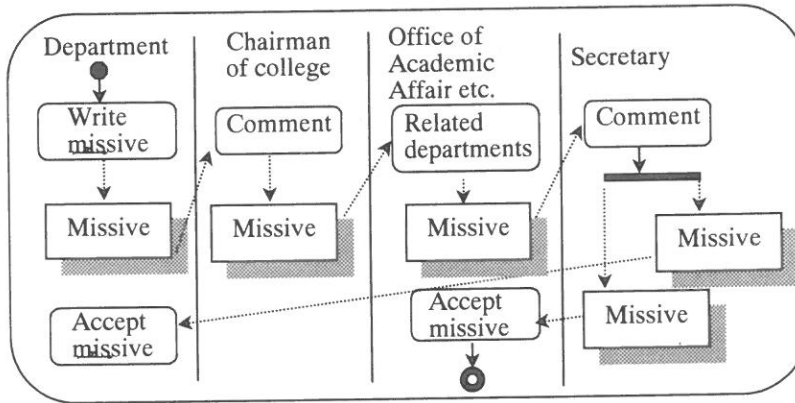 Department
Write
missive
Missive
Accept
missive
Chairman
of college
Comment
Missive
Office of
Academic
Affair etc.
Related
departments
Missive
Accept
missive
Secretary
Comment
Missive
Missive